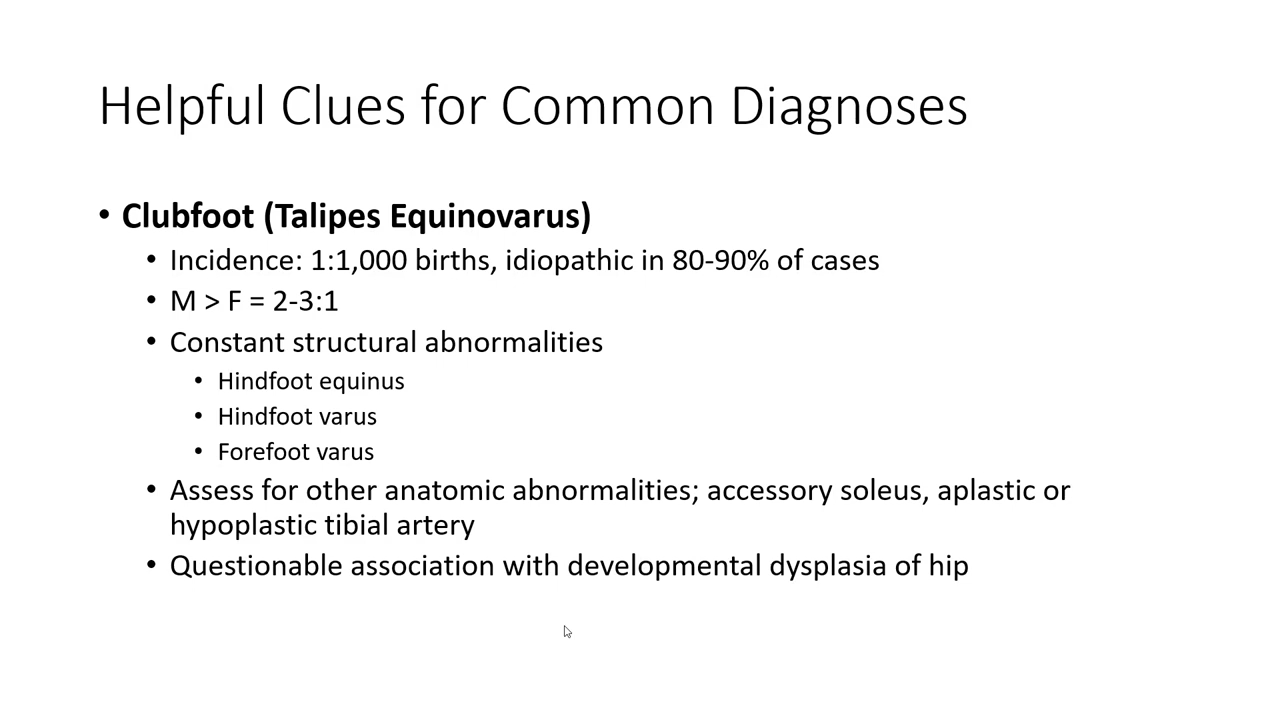 Helpful Clues for Common Diagnoses
• Clubfoot (Talipes Equinovarus)
• Incidence: 1:1,000 births, idiopathic in 80-90% of cases
• M > F = 2-3:1
• Constant structural abnormalities
• Hindfoot equinus
• Hindfoot varus
• Forefoot varus
• Assess for other anatomic abnormalities; accessory soleus, aplastic or
hypoplastic tibial artery
• Questionable association with developmental dysplasia of hip